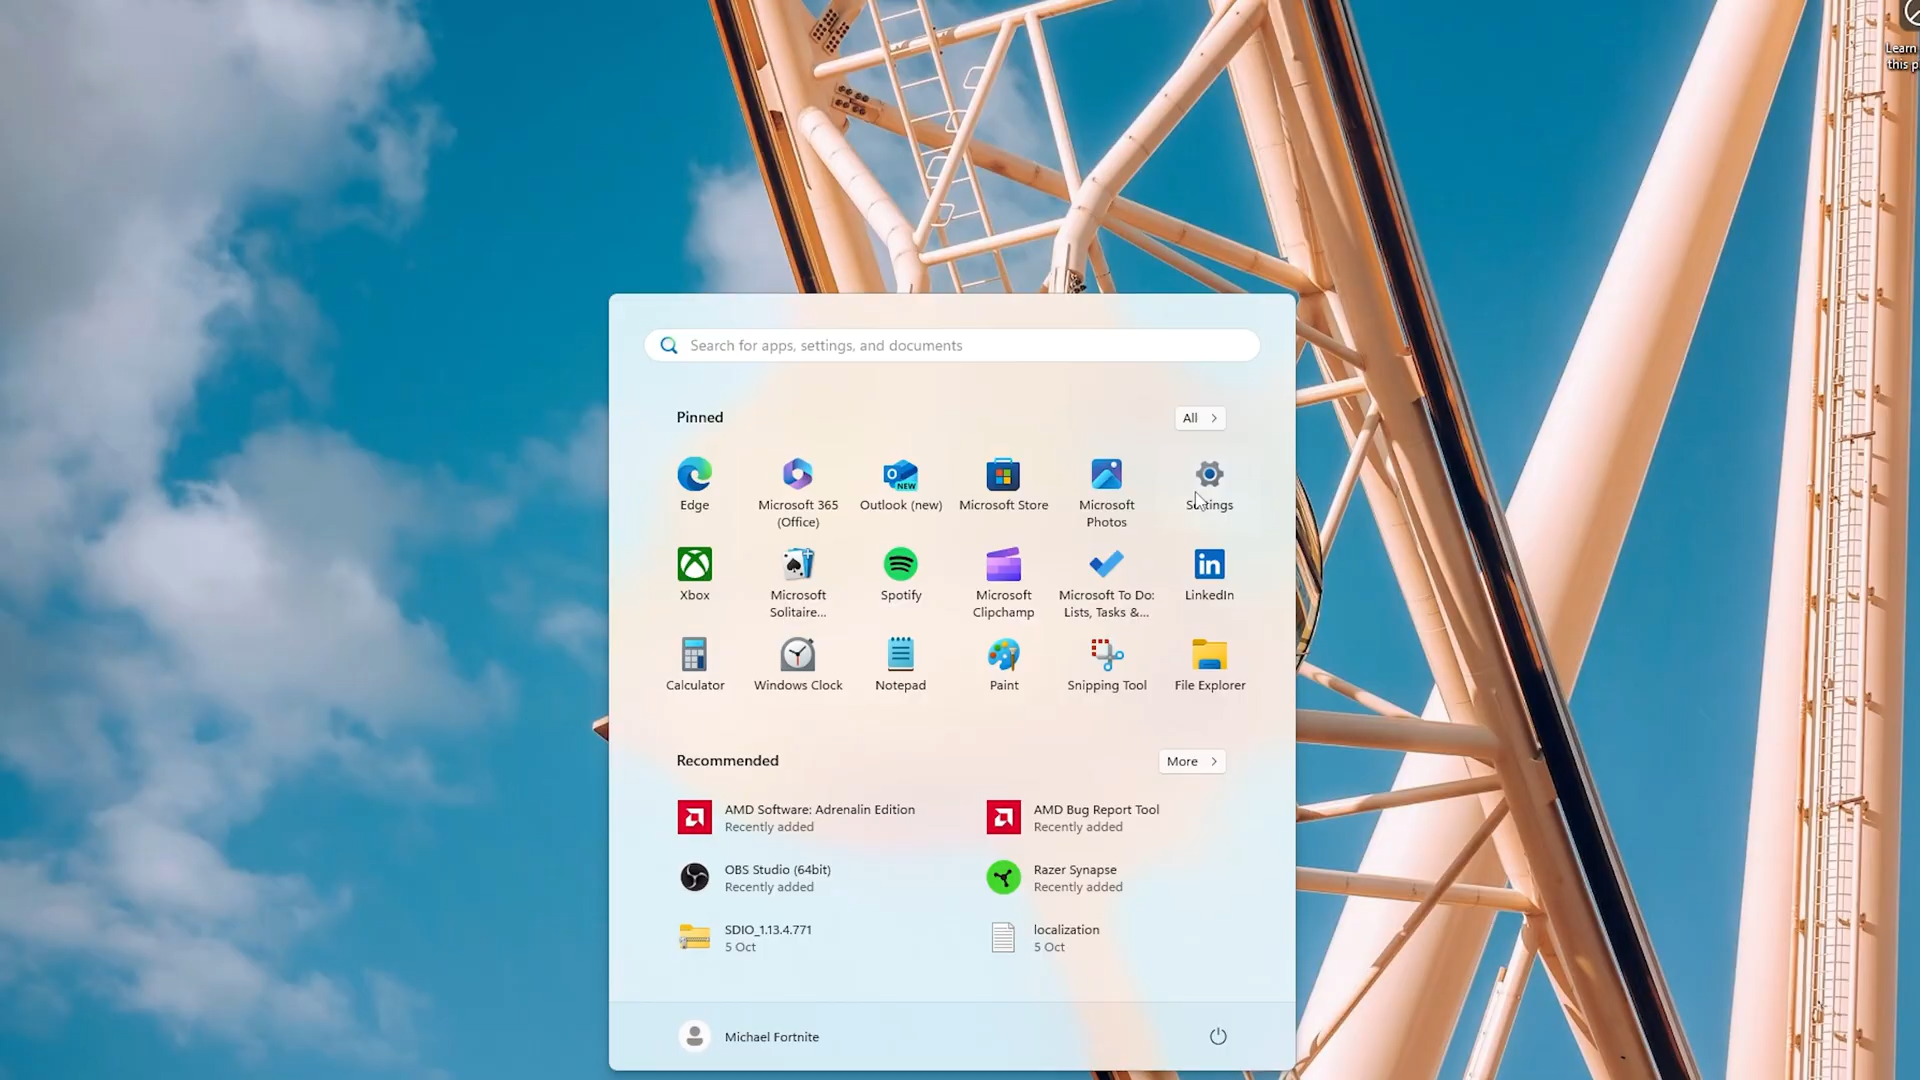 Learn
this p
Search for apps, settings, and documents
Pinned
All
Edge
Microsoft 365
(Office)
Outlook (new)
Microsoft Store
Microsoft
Photos
Settings
Xbox
Microsoft
Solitaire...
Spotify
Microsoft
Clipchamp
Microsoft To Do:
Lists, Tasks &...
LinkedIn
Calculator
Windows Clock
Notepad
Paint
Snipping Tool
File Explorer
Recommended
More
AMD Software: Adrenalin Edition
Recently added
AMD Bug Report Tool
Recently added
OBS Studio (64bit)
Recently added
Razer Synapse
Recently added
SDIO_1.13.4.771
5 Oct
localization
5 Oct
Michael Fortnite